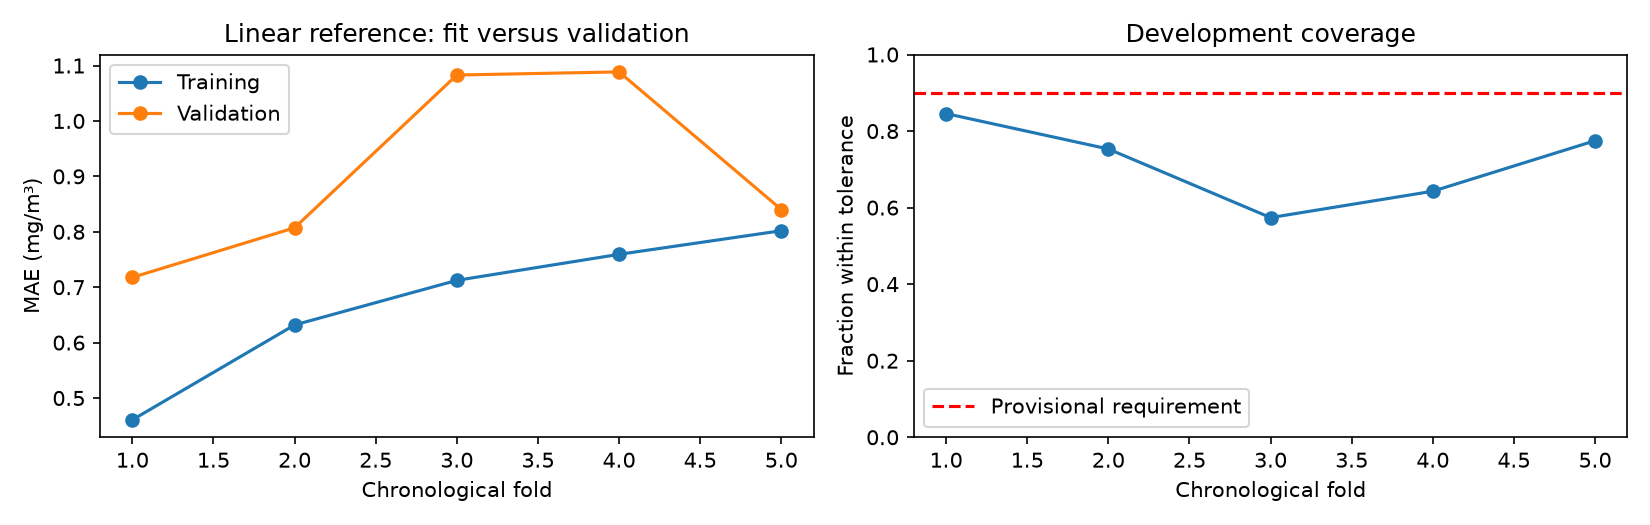 Linear reference: fit versus validation
Training
Validation
MAE (mg/m³)
1.1
1.0
0.9
0.8
0.7
0.6
0.5
1.0 1.5 2.0 2.5 3.0 3.5 4.0 4.5 5.0
Chronological fold
Development coverage
Fraction within tolerance
1.0
0.8
0.6
0.4
0.2
0.0
Provisional requirement
1.0 1.5 2.0 2.5 3.0 3.5 4.0 4.5 5.0
Chronological fold